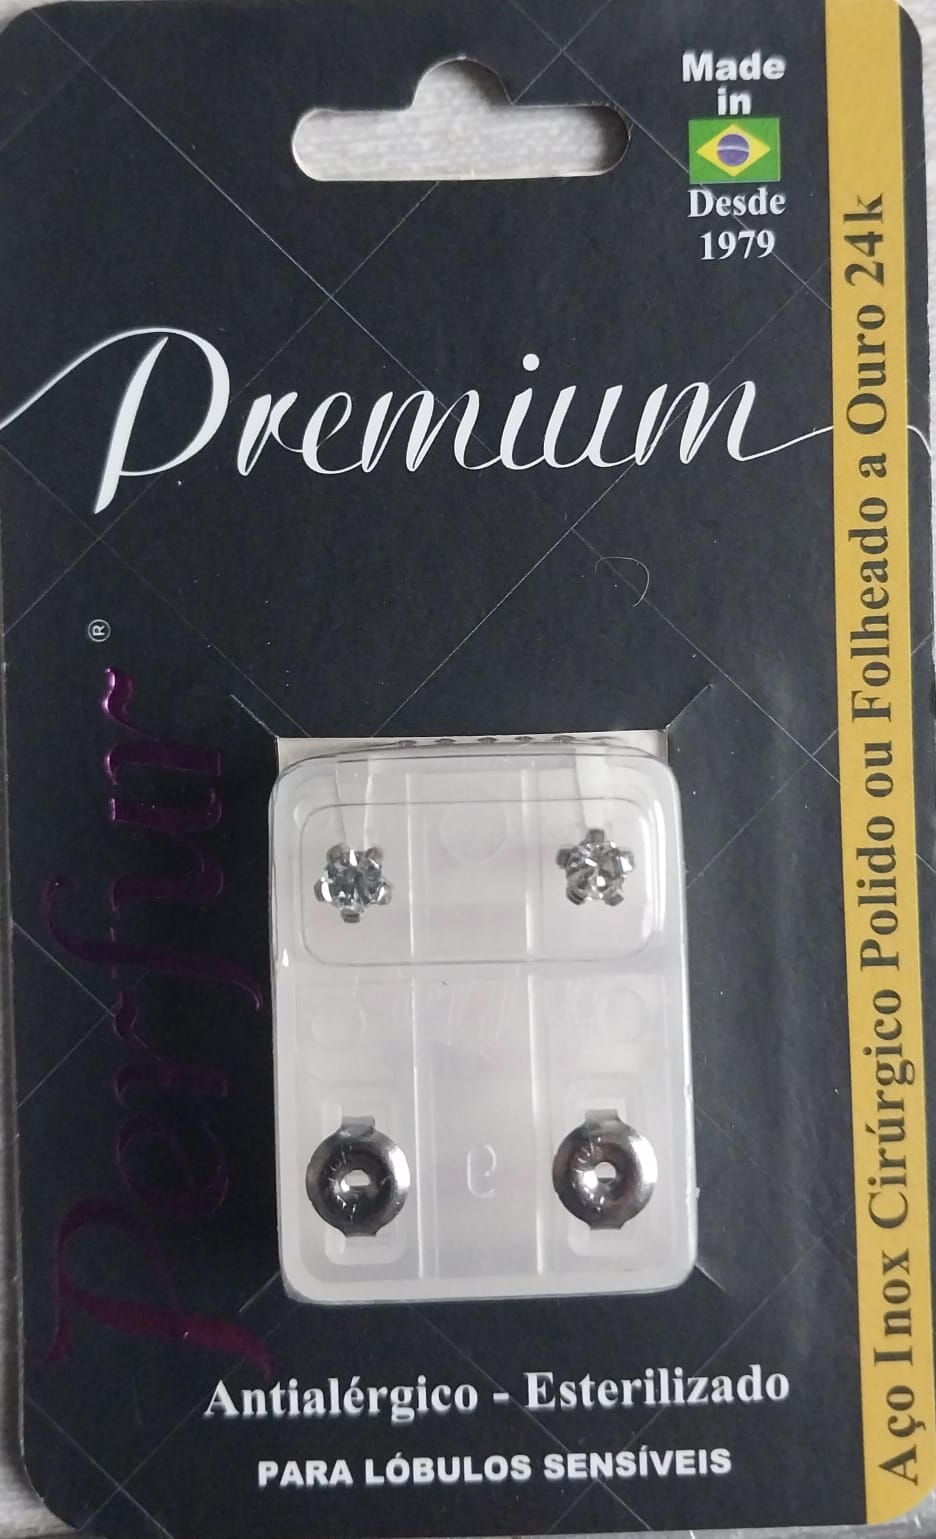 Made
in
Desde
1979
Premium
Perfur®
Aço Inox Cirúrgico Polido ou Folheado a Ouro 24k
Antialérgico - Esterilizado
PARA LÓBULOS SENSÍVEIS